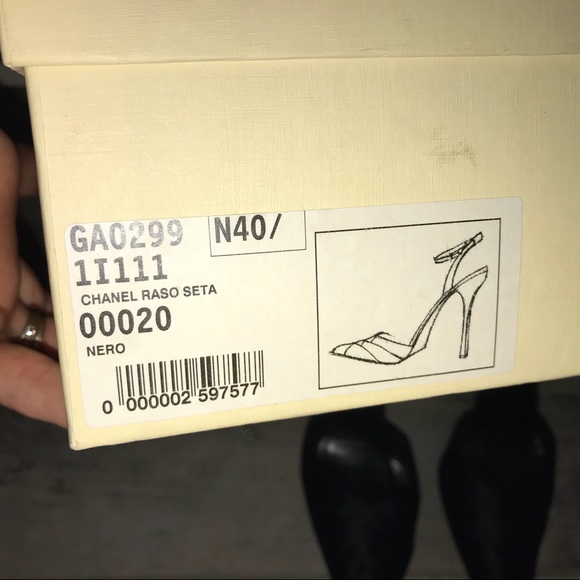 GA0299 N40/
1I111
CHANEL RASO SETA
00020
NERO
0 000002 597577